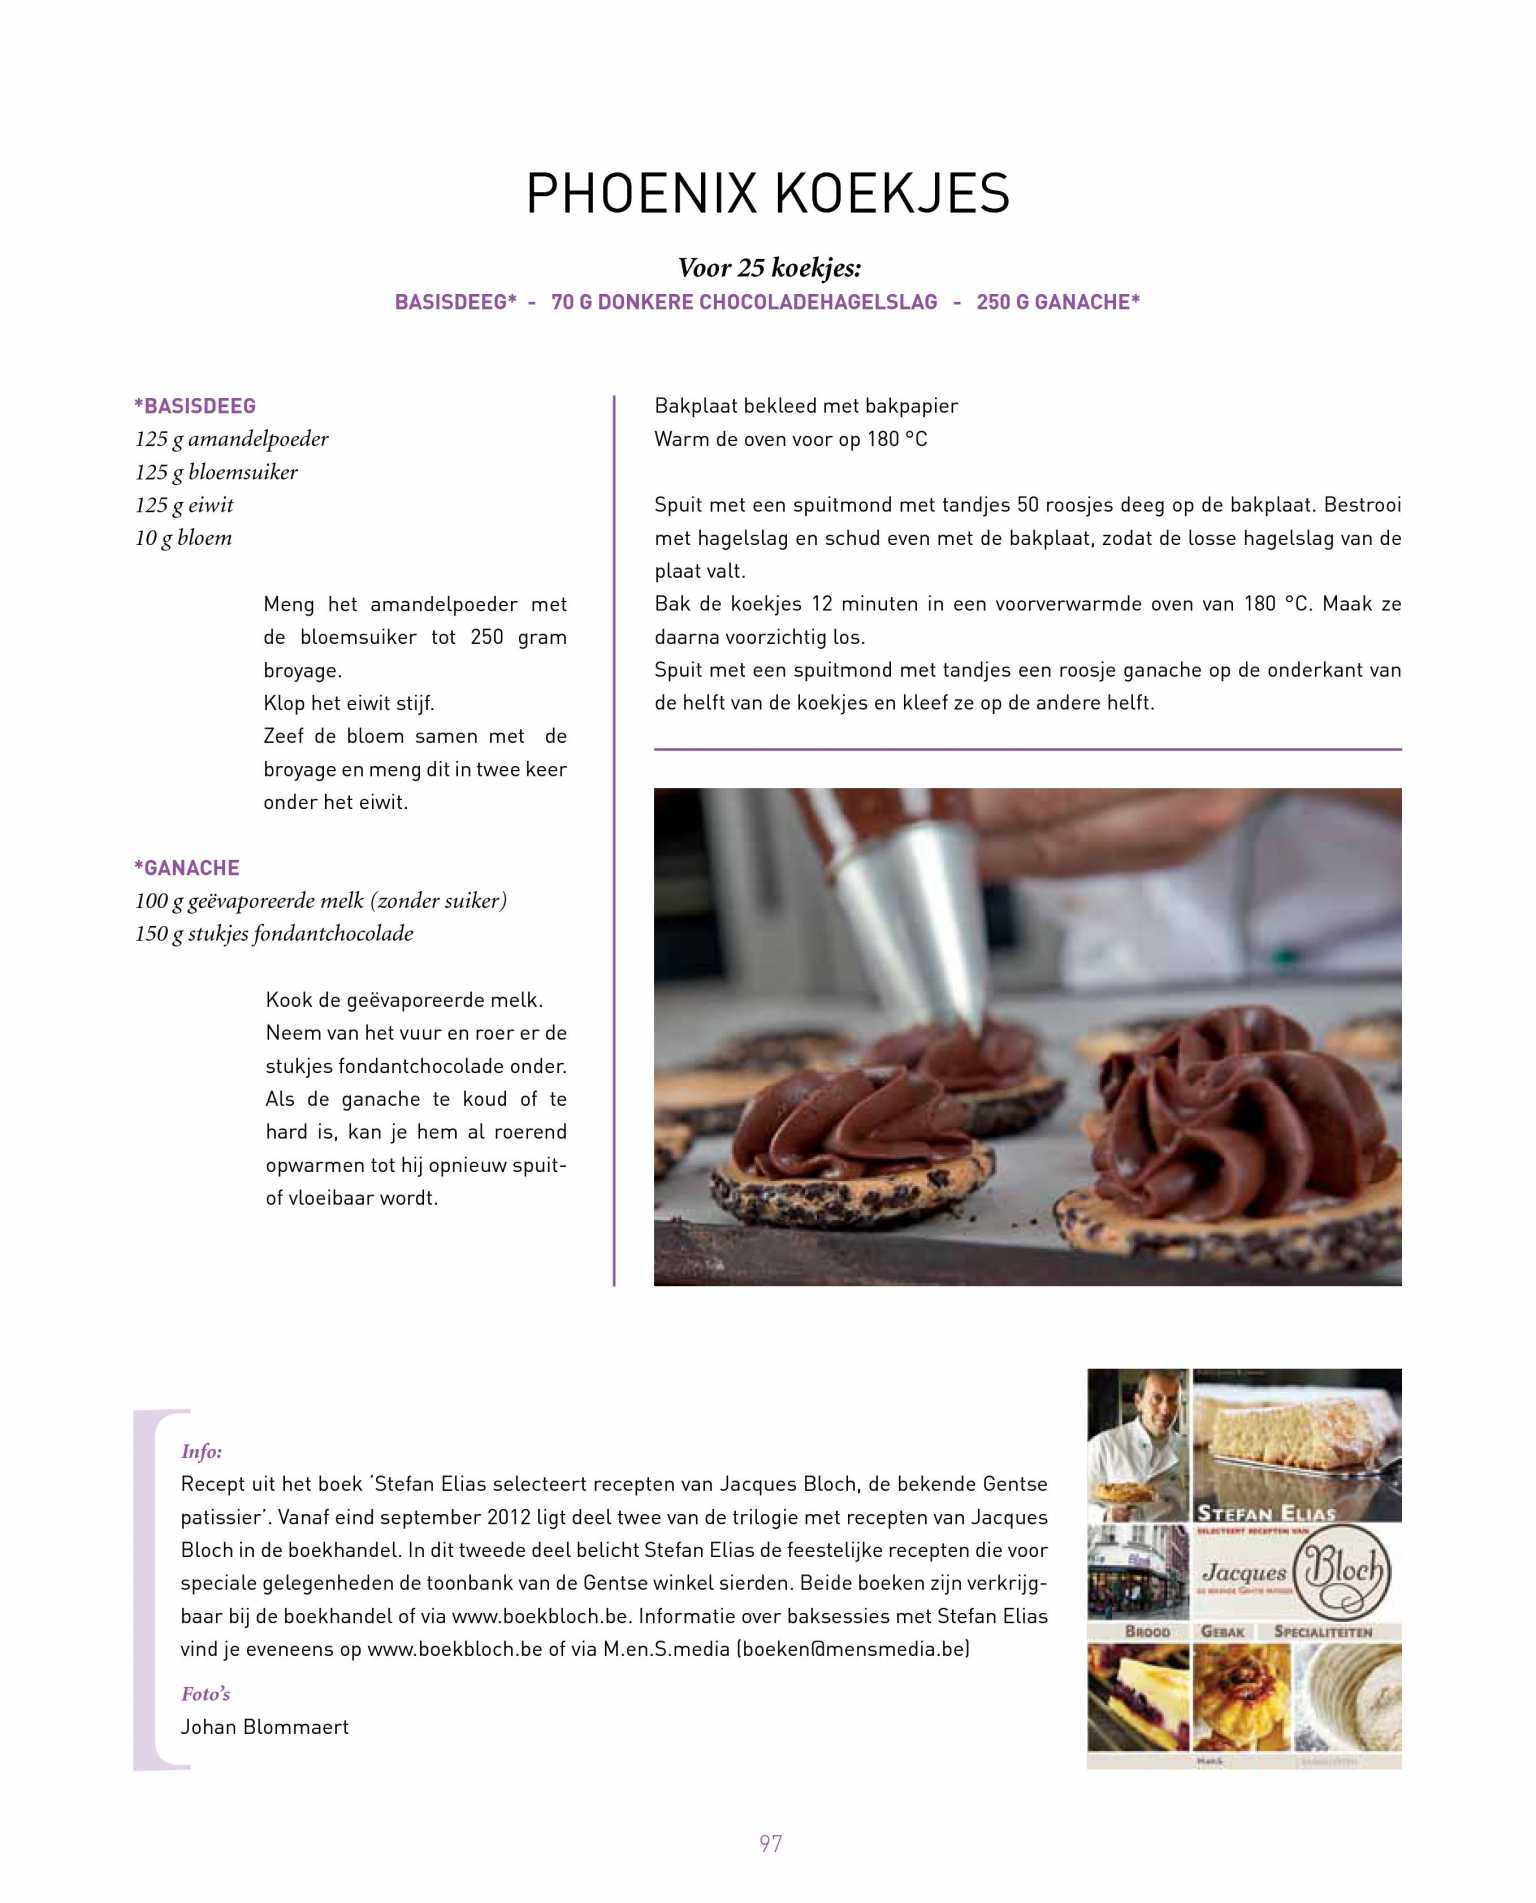 PHOENIX KOEKJES
Voor 25 koekjes:
BASISDEEG* - 70 G DONKERE CHOCOLADEHAGELSLAG - 250 G GANACHE*
*BASISDEEG
125 g amandelpoeder
125 g bloemsuiker
125 g eiwit
10 g bloem
Meng het amandelpoeder met
de bloemsuiker tot 250 gram
broyage.
Klop het eiwit stijf.
Zeef de bloem samen met de
broyage en meng dit in twee keer
onder het eiwit.
*GANACHE
100 g geëvaporeerde melk (zonder suiker)
150 g stukjes fondantchocolade
Kook de geëvaporeerde melk.
Neem van het vuur en roer er de
stukjes fondantchocolade onder.
Als de ganache te koud of te
hard is, kan je hem al roerend
opwarmen tot hij opnieuw spuit-
of vloeibaar wordt.
Bakplaat bekleed met bakpapier
Warm de oven voor op 180 °C
Spuit met een spuitmond met tandjes 50 roosjes deeg op de bakplaat. Bestrooi
met hagelslag en schud even met de bakplaat, zodat de losse hagelslag van de
plaat valt.
Bak de koekjes 12 minuten in een voorverwarmde oven van 180 °C. Maak ze
daarna voorzichtig los.
Spuit met een spuitmond met tandjes een roosje ganache op de onderkant van
de helft van de koekjes en kleef ze op de andere helft.
Info:
Recept uit het boek ‘Stefan Elias selecteert recepten van Jacques Bloch, de bekende Gentse
patissier’. Vanaf eind september 2012 ligt deel twee van de trilogie met recepten van Jacques
Bloch in de boekhandel. In dit tweede deel belicht Stefan Elias de feestelijke recepten die voor
speciale gelegenheden de toonbank van de Gentse winkel sierden. Beide boeken zijn verkrijg-
baar bij de boekhandel of via www.boekbloch.be. Informatie over baksessies met Stefan Elias
vind je eveneens op www.boekbloch.be of via M.en.S.media (boeken@mensmedia.be)
Foto’s
Johan Blommaert
STEFAN ELIAS
SELECTEERT RECEPTEN VAN
Jacques Bloch
DE BEKENDE GENTSE PATISSIER
BROOD GEBAK SPECIALITEITEN
97